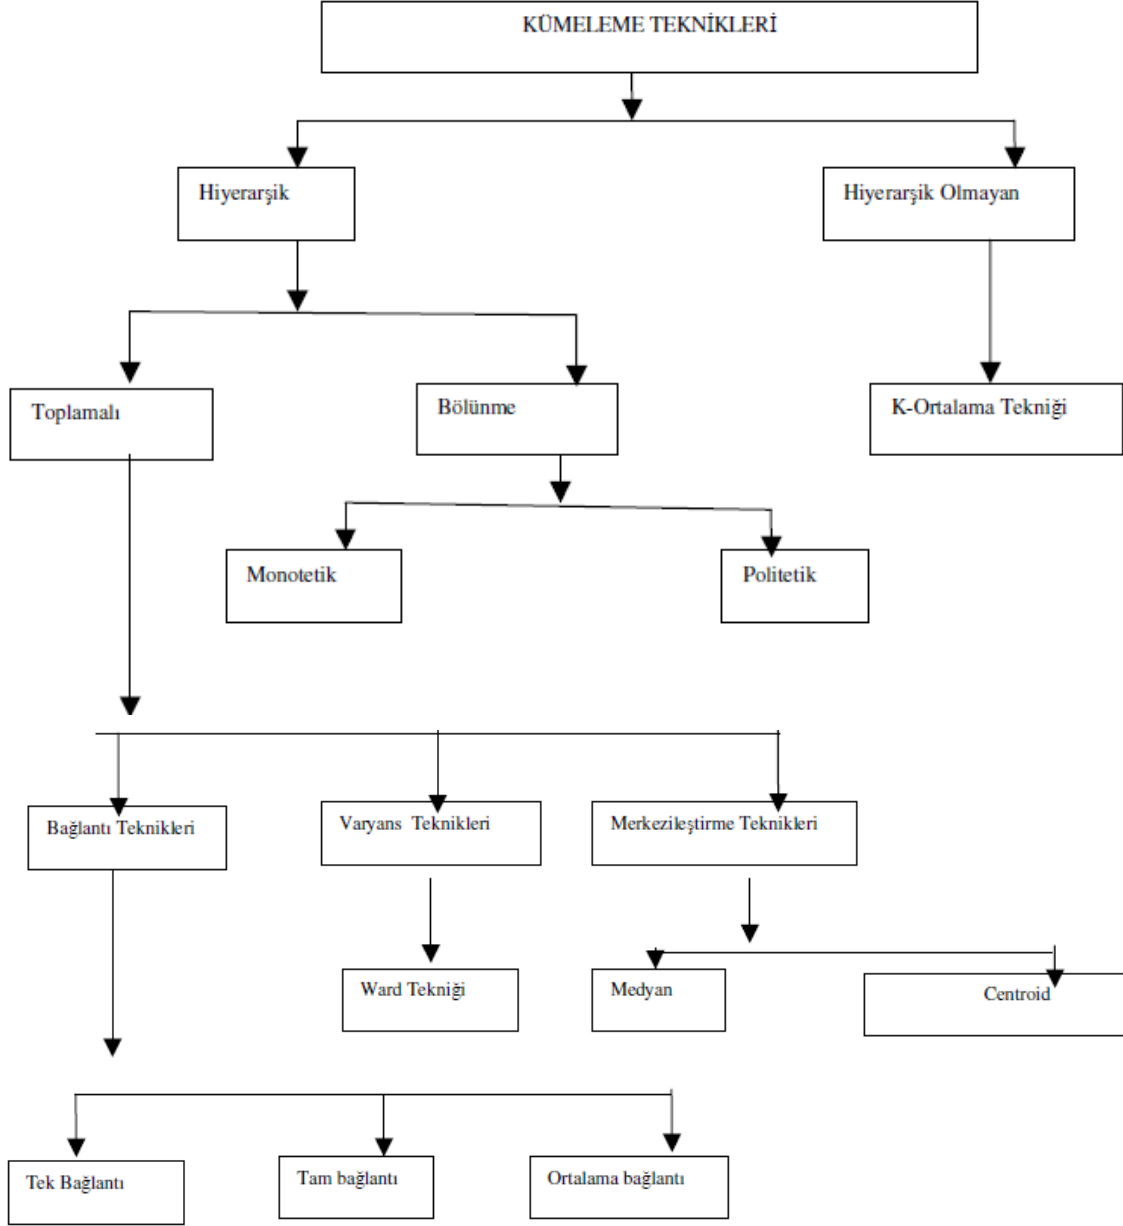 KÜMELEME TEKNİKLERİ
Hiyerarşik
Hiyerarşik Olmayan
Toplamalı
Bölünme
K-Ortalama Tekniği
Monotetik
Politetik
Bağlantı Teknikleri
Varyans Teknikleri
Merkezileştirme Teknikleri
Ward Tekniği
Medyan
Centroid
Tek Bağlantı
Tam bağlantı
Ortalama bağlantı